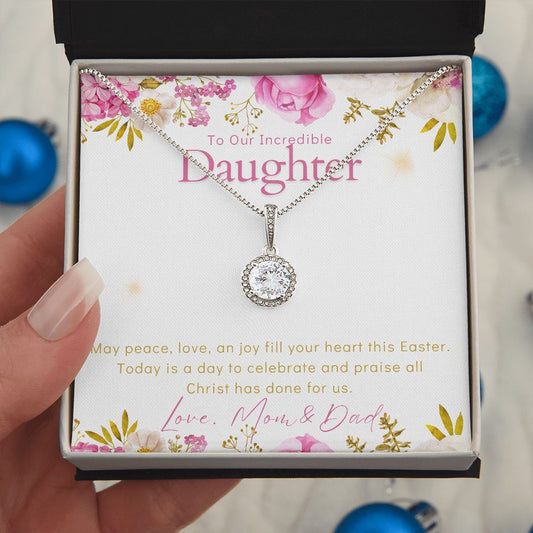 To Our Incredible
Daughter
May peace, love, an joy fill your heart this Easter.
Today is a day to celebrate and praise all
Christ has done for us.
Love, Mom & Dad